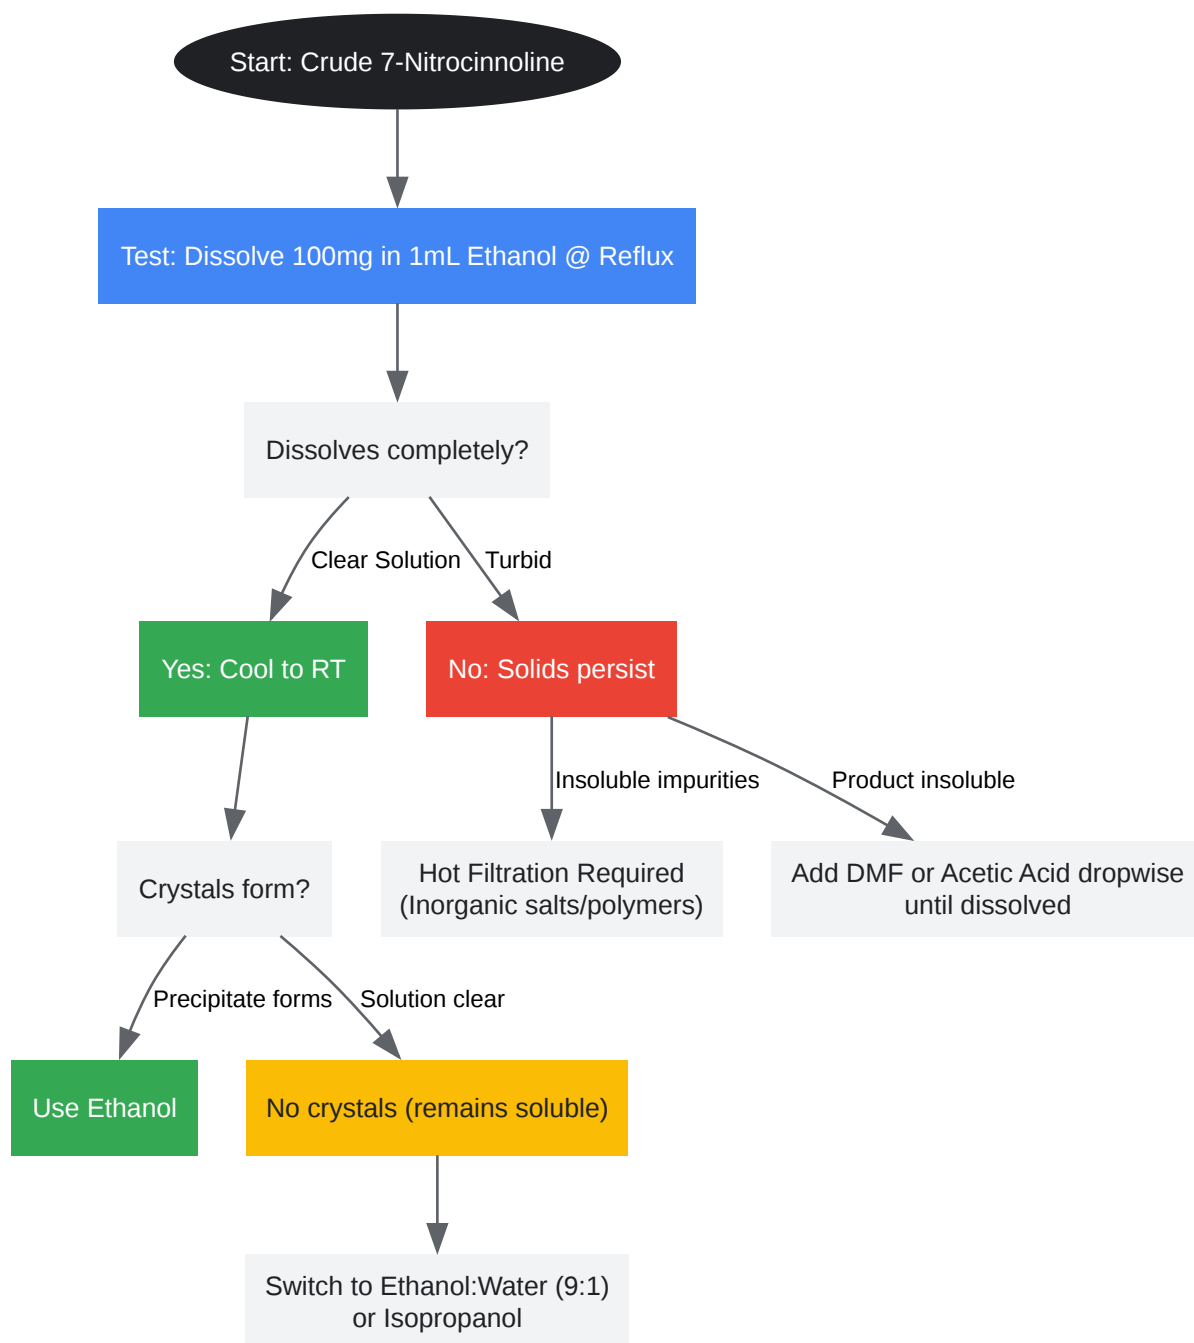 Start: Crude 7-Nitrocinnoline
Test: Dissolve 100mg in 1mL Ethanol @ Reflux
Dissolves completely?
Clear Solution
Turbid
Yes: Cool to RT
No: Solids persist
Insoluble impurities
Product insoluble
Crystals form?
Hot Filtration Required
(Inorganic salts/polymers)
Add DMF or Acetic Acid dropwise
until dissolved
Precipitate forms
Solution clear
Use Ethanol
No crystals (remains soluble)
Switch to Ethanol:Water (9:1)
or Isopropanol